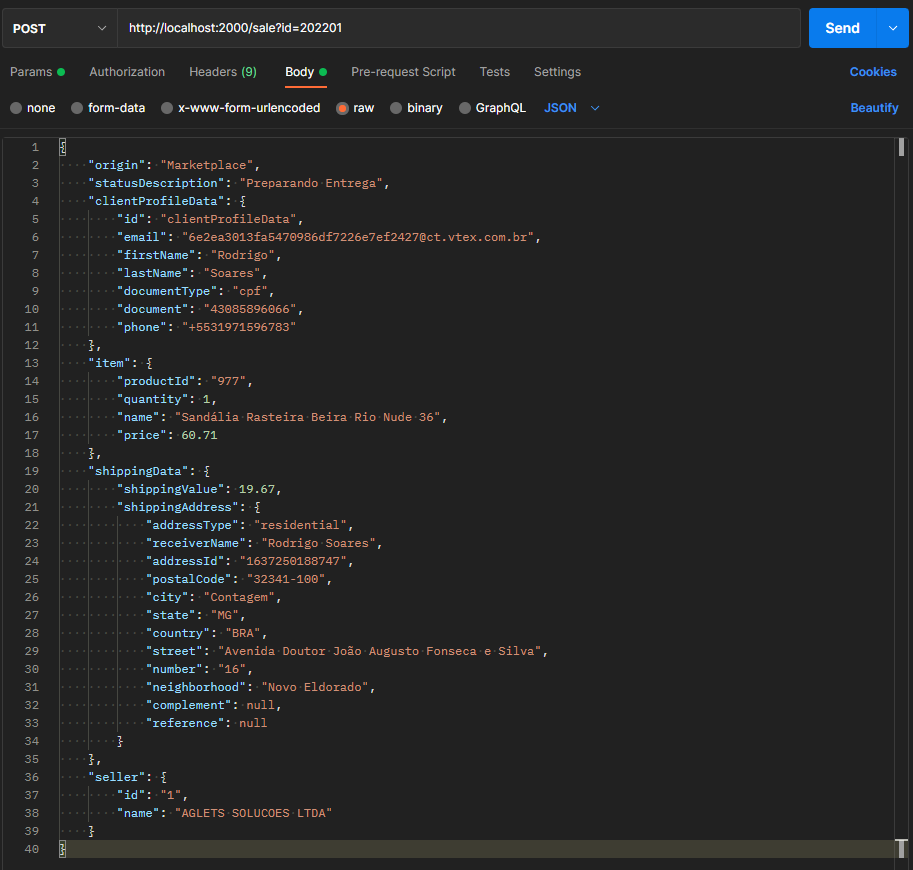 POST http://localhost:2000/sale?id=202201 Send
Params Authorization Headers (9) Body Pre-request Script Tests Settings Cookies
none form-data x-www-form-urlencoded raw binary GraphQL JSON Beautify
1 {
2 "origin": "Marketplace",
3 "statusDescription": "Preparando Entrega",
4 "clientProfileData": {
5 "id": "clientProfileData",
6 "email": "6e2ea3013fa5470986df7226e7ef2427@ct.vtex.com.br",
7 "firstName": "Rodrigo",
8 "lastName": "Soares",
9 "documentType": "cpf",
10 "document": "43085896066",
11 "phone": "+5531971596783"
12 },
13 "item": {
14 "productId": "977",
15 "quantity": 1,
16 "name": "Sandália Rasteira Beira Rio Nude 36",
17 "price": 60.71
18 },
19 "shippingData": {
20 "shippingValue": 19.67,
21 "shippingAddress": {
22 "addressType": "residential",
23 "receiverName": "Rodrigo Soares",
24 "addressId": "1637250188747",
25 "postalCode": "32341-100",
26 "city": "Contagem",
27 "state": "MG",
28 "country": "BRA",
29 "street": "Avenida Doutor João Augusto Fonseca e Silva",
30 "number": "16",
31 "neighborhood": "Novo Eldorado",
32 "complement": null,
33 "reference": null
34 }
35 },
36 "seller": {
37 "id": "1",
38 "name": "AGLETS SOLUCOES LTDA"
39 }
40 }